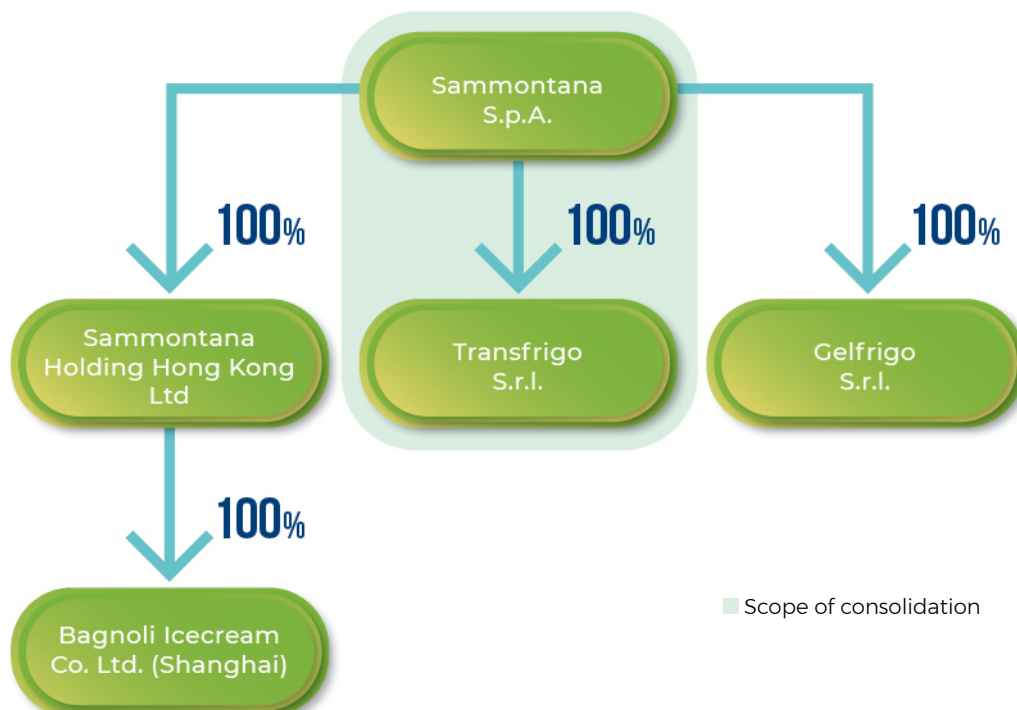 Sammontana
S.p.A.
100%
100%
100%
Sammontana
Holding Hong Kong
Ltd
Transfrigo
S.r.l.
Gelfrigo
S.r.l.
100%
Bagnoli Icecream
Co. Ltd. (Shanghai)
Scope of consolidation